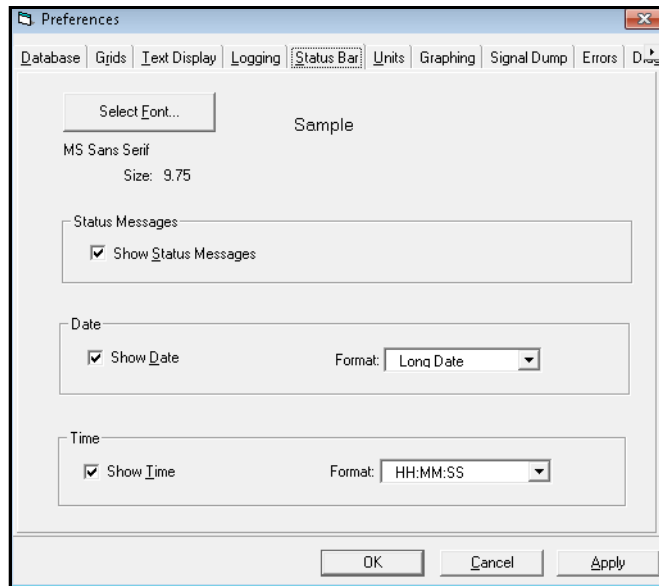 Preferences
Database Grids Text Display Logging Status Bar Units Graphing Signal Dump Errors
Select Font...
Sample
MS Sans Serif
Size: 9.75
Status Messages
Show Status Messages
Date
Show Date Format: Long Date
Time
Show Time Format: HH:MM:SS
OK Cancel Apply